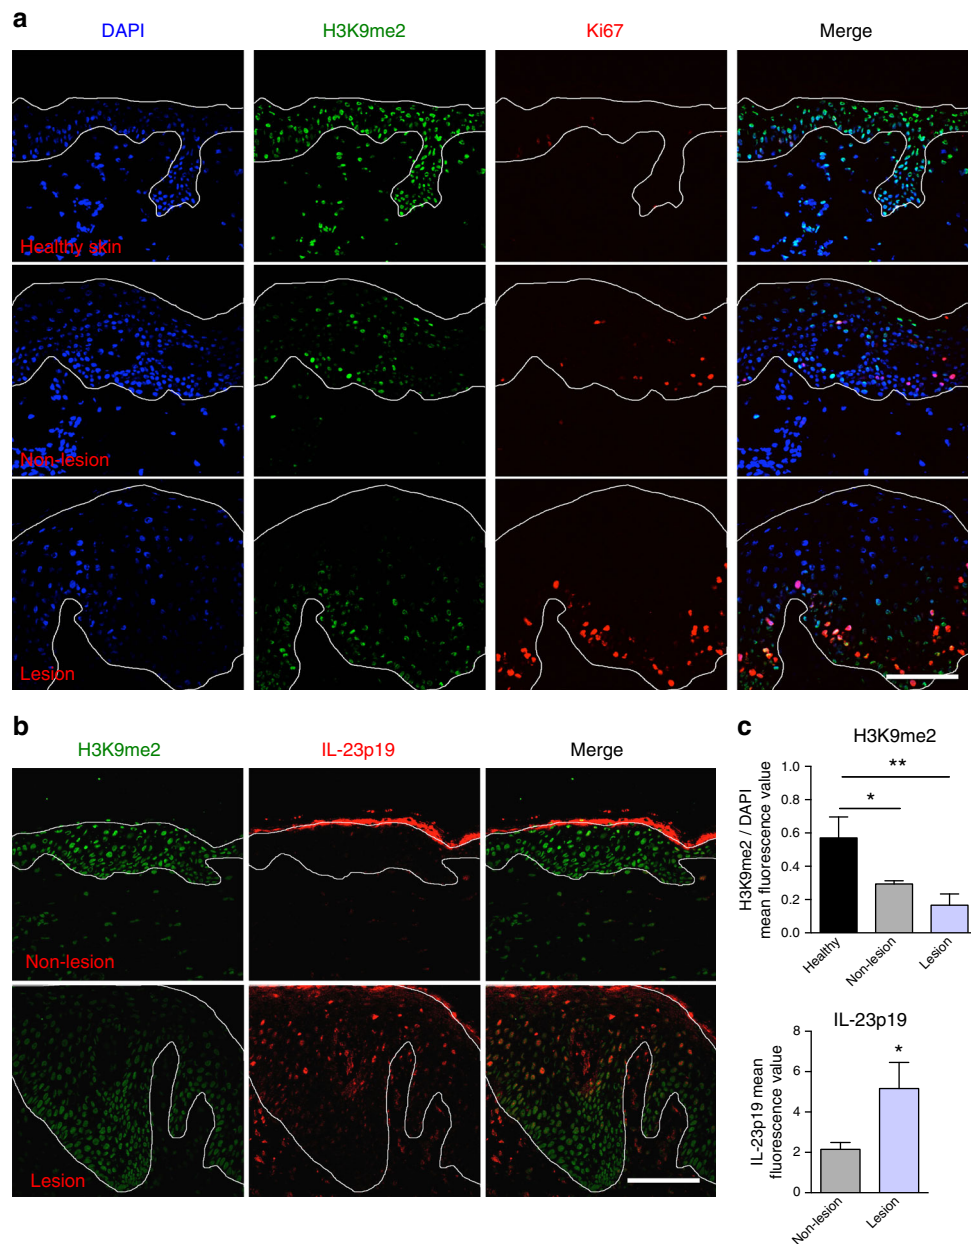 a
DAPI H3K9me2 Ki67 Merge
Healthy skin
Non-lesion
Lesion
b
H3K9me2 IL-23p19 Merge
Non-lesion
Lesion
c
H3K9me2
H3K9me2 / DAPI
mean fluorescence value
1.0
0.8
0.6
0.4
0.2
0.0
**
*
Healthy Non-lesion Lesion
IL-23p19
IL-23p19 mean
fluorescence value
8
6
4
2
0
*
Non-lesion Lesion